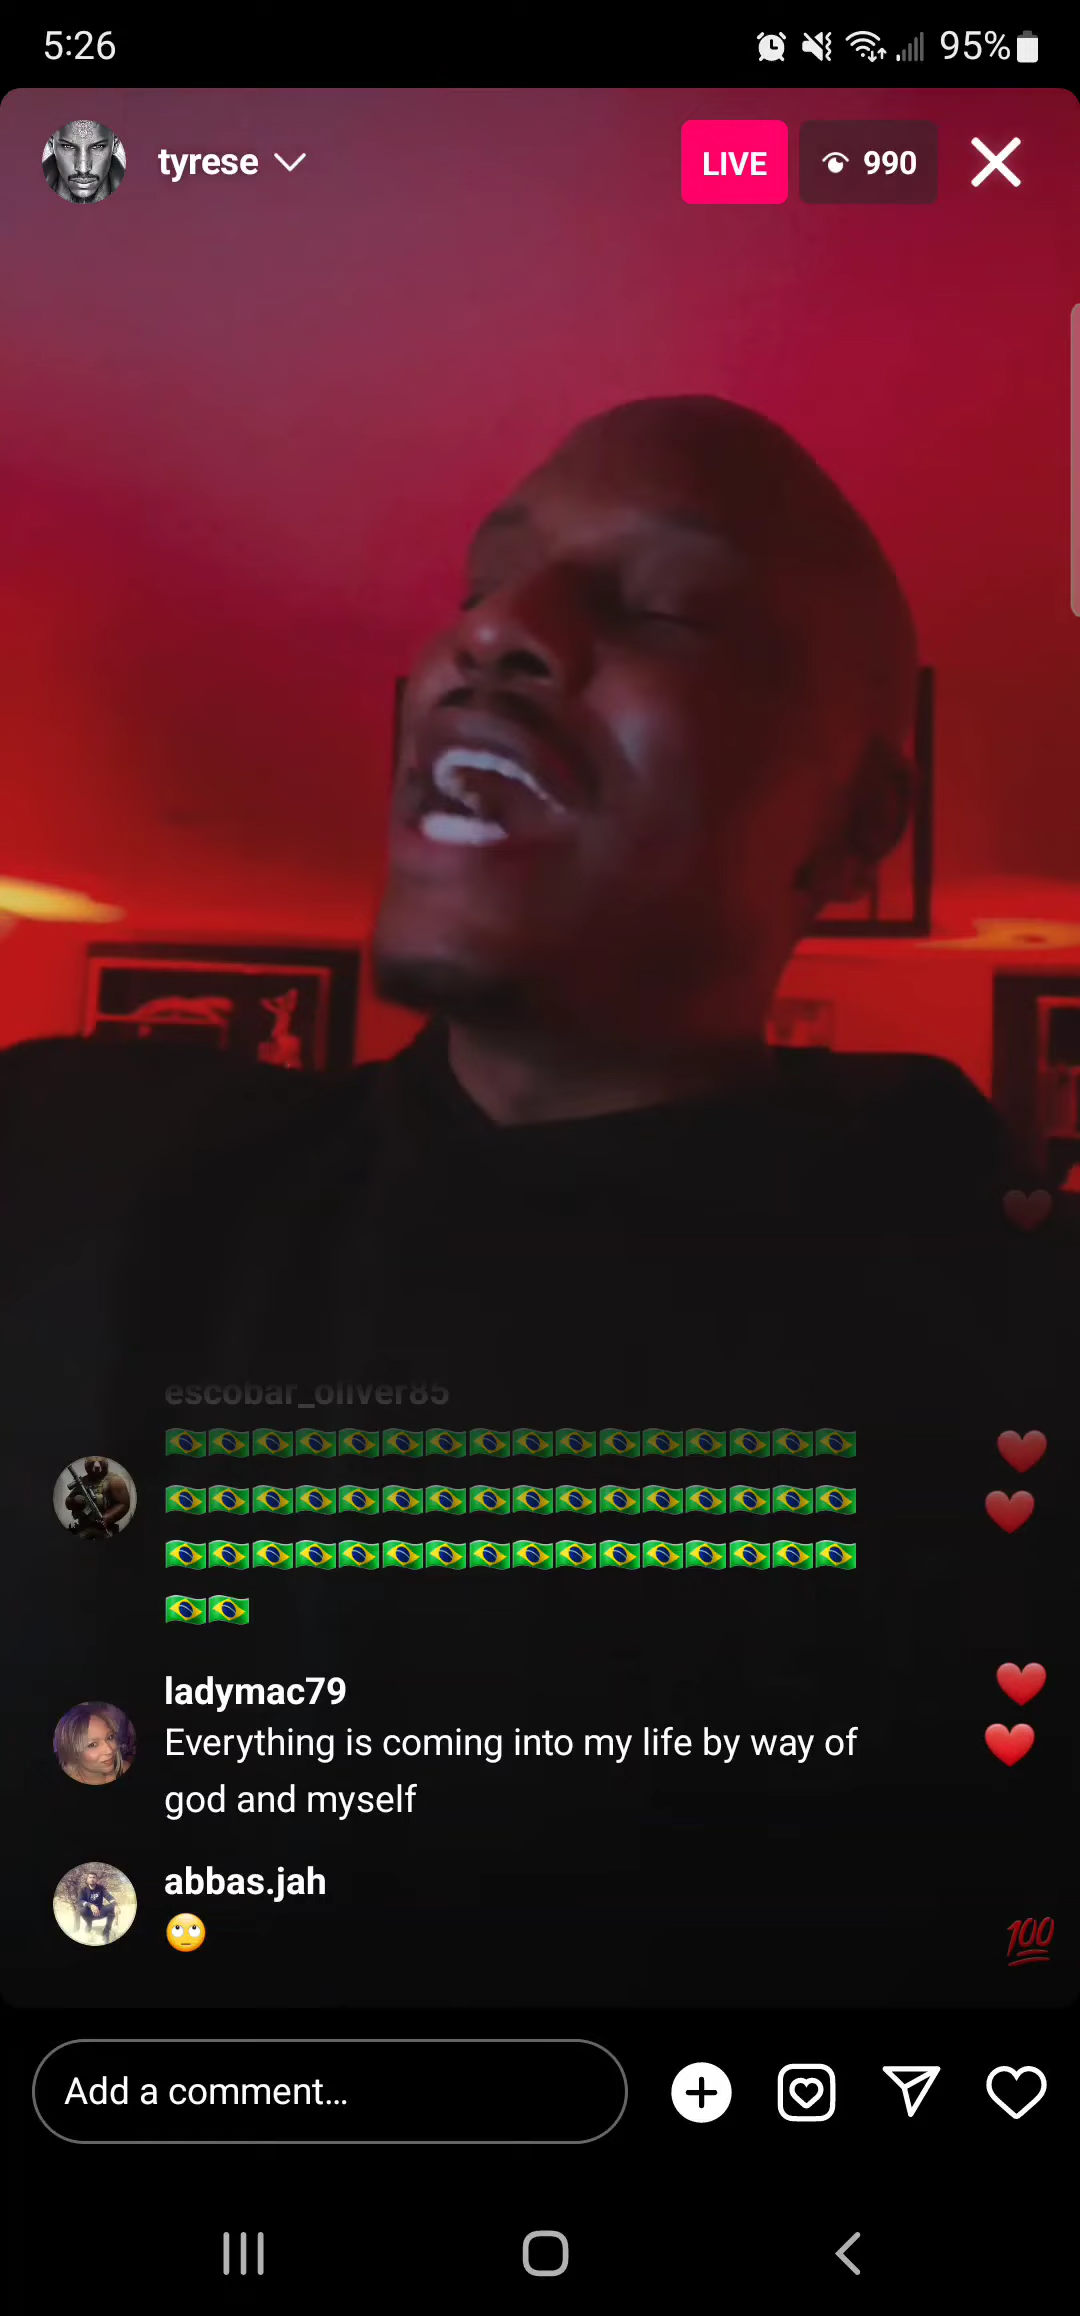 5:26
95%
tyrese
LIVE
990
escobar_oliver85
🇧🇷🇧🇷🇧🇷🇧🇷🇧🇷🇧🇷🇧🇷🇧🇷🇧🇷🇧🇷🇧🇷🇧🇷🇧🇷🇧🇷🇧🇷🇧🇷
🇧🇷🇧🇷🇧🇷🇧🇷🇧🇷🇧🇷🇧🇷🇧🇷🇧🇷🇧🇷🇧🇷🇧🇷🇧🇷🇧🇷🇧🇷🇧🇷
🇧🇷🇧🇷🇧🇷🇧🇷🇧🇷🇧🇷🇧🇷🇧🇷🇧🇷🇧🇷🇧🇷🇧🇷🇧🇷🇧🇷🇧🇷🇧🇷
🇧🇷🇧🇷
ladymac79
Everything is coming into my life by way of
god and myself
abbas.jah
🙄
💯
Add a comment...